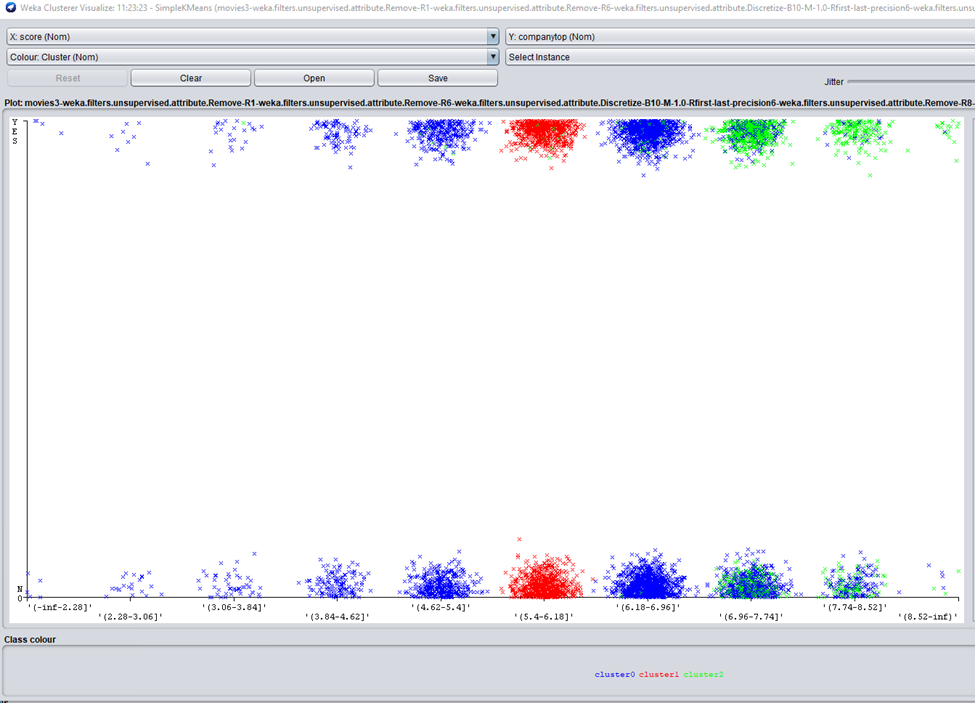 Weka Clusterer Visualize: 11:23:23 - SimpleKMeans (movies3-weka.filters.unsupervised.attribute.Remove-R1-weka.filters.unsupervised.attribute.Remove-R6-weka.filters.unsupervised.attribute.Discretize-B10-M-1.0-Rfirst-last-precision6-weka.filters.uns
X: score (Nom) Y: companytop (Nom)
Colour: Cluster (Nom) Select Instance
Reset Clear Open Save Jitter
Plot: movies3-weka.filters.unsupervised.attribute.Remove-R1-weka.filters.unsupervised.attribute.Remove-R6-weka.filters.unsupervised.attribute.Discretize-B10-M-1.0-Rfirst-last-precision6-weka.filters.unsupervised.attribute.Remove-R8-
YES
NO
'(-inf-2.28]' '(3.06-3.84]' '(4.62-5.4]' '(6.18-6.96]' '(7.74-8.52]'
'(2.28-3.06]' '(3.84-4.62]' '(5.4-6.18]' '(6.96-7.74]' '(8.52-inf)'
Class colour
cluster0 cluster1 cluster2